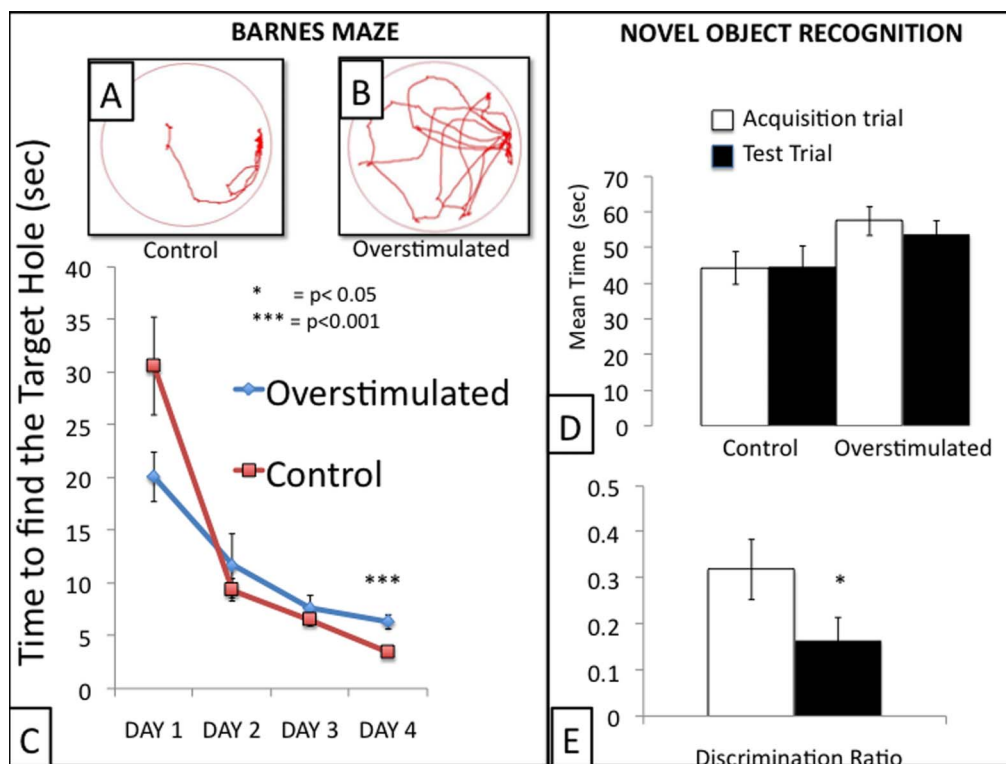 BARNES MAZE
A
B
Control
Overstimulated
Time to find the Target Hole (sec)
40
35
30
25
20
15
10
5
0
* = p< 0.05
*** = p<0.001
Overstimulated
Control
***
DAY 1 DAY 2 DAY 3 DAY 4
C
NOVEL OBJECT RECOGNITION
Acquisition trial
Test Trial
Mean Time (sec)
70
60
50
40
30
20
10
0
Control Overstimulated
D
0.5
0.3
0.2
0.1
0
*
Discrimination Ratio
E